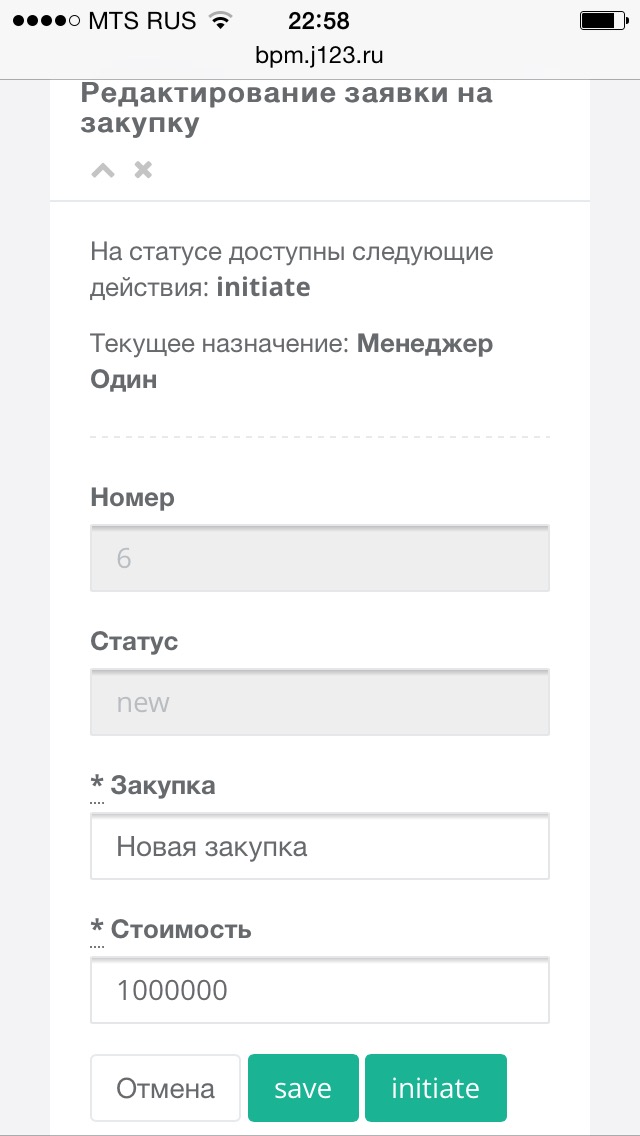 MTS RUS 22:58
bpm.j123.ru
Редактирование заявки на
закупку
На статусе доступны следующие
действия: initiate
Текущее назначение: Менеджер
Один
Номер
6
Статус
new
* Закупка
Новая закупка
* Стоимость
1000000
Отмена save initiate